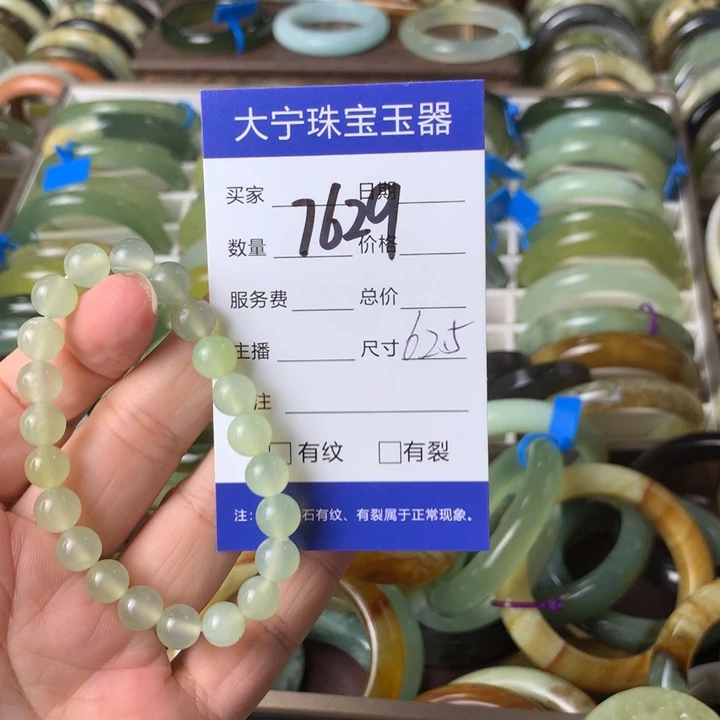 大宁珠宝玉器
买家 日期
7629
数量 价格
服务费 总价
主播 尺寸 62.5
注
□有纹 □有裂
注: 石有纹、有裂属于正常现象。